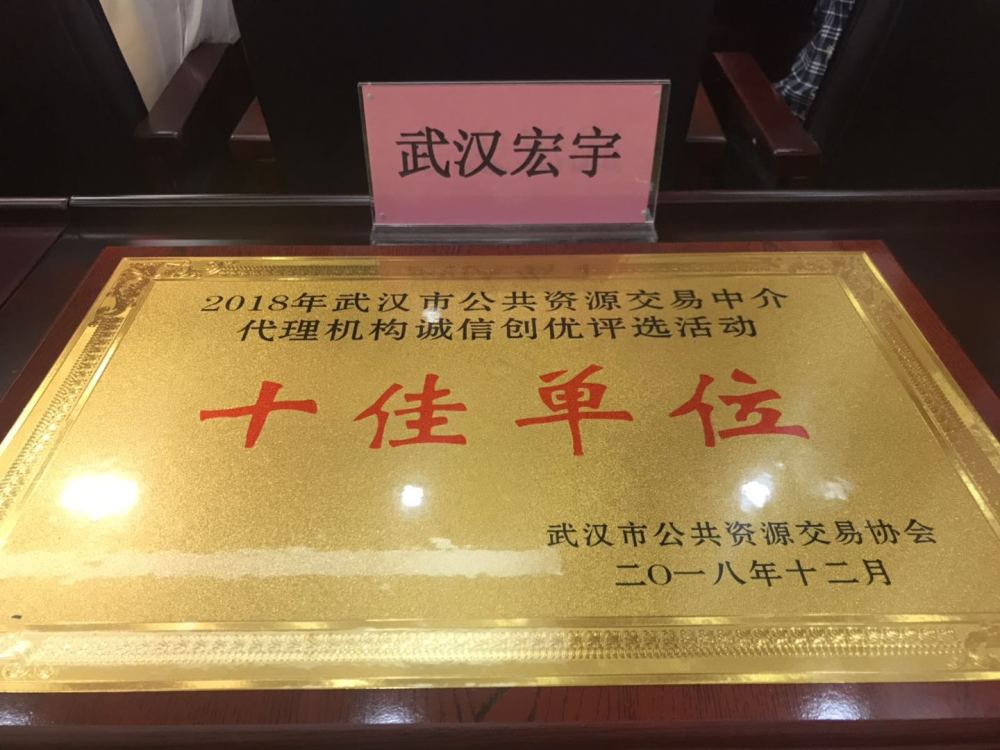 武汉宏宇
2018年武汉市公共资源交易中介
代理机构诚信创优评选活动
十佳单位
武汉市公共资源交易协会
二〇一八年十二月